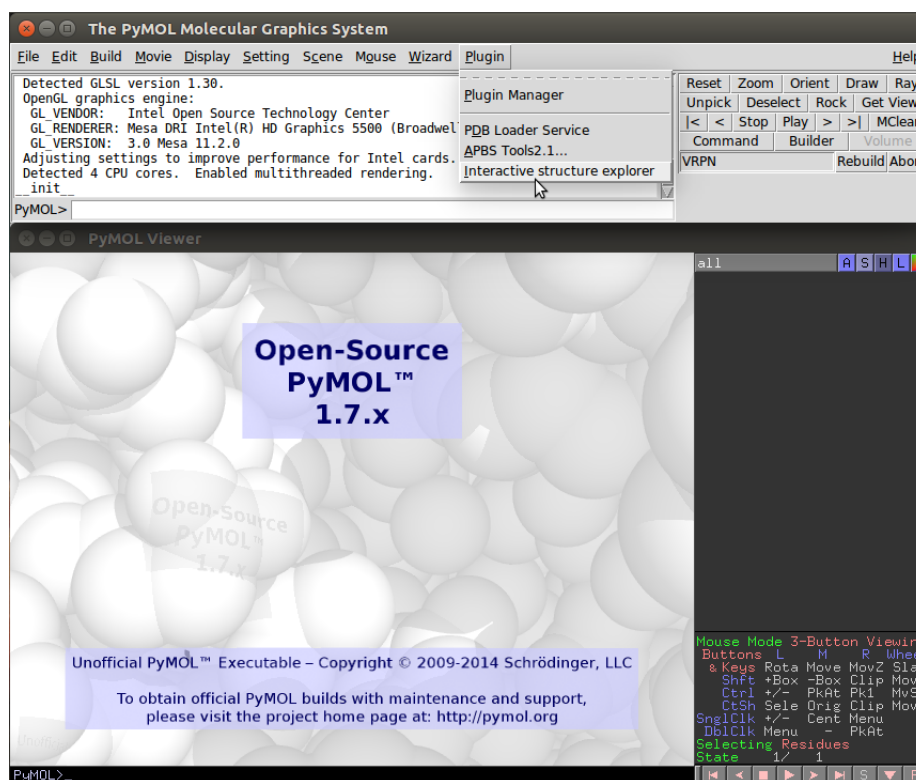 The PyMOL Molecular Graphics System
File Edit Build Movie Display Setting Scene Mouse Wizard Plugin Help
Detected GLSL version 1.30.
OpenGL graphics engine:
GL_VENDOR: Intel Open Source Technology Center
GL_RENDERER: Mesa DRI Intel(R) HD Graphics 5500 (Broadwel
GL_VERSION: 3.0 Mesa 11.2.0
Adjusting settings to improve performance for Intel cards.
Detected 4 CPU cores. Enabled multithreaded rendering.
__init__
PyMOL>
Plugin Manager
PDB Loader Service
APBS Tools2.1...
Interactive structure explorer
Reset Zoom Orient Draw Ray
Unpick Deselect Rock Get View
|< < Stop Play > >| MClear
Command Builder Volume
VRPN Rebuild Abor
PyMOL Viewer
all A S H L
Open-Source
PyMOL™
1.7.x
Open-Source
PyMOL™
1.7.x
Unofficial PyMOL™ Executable – Copyright © 2009-2014 Schrödinger, LLC
To obtain official PyMOL builds with maintenance and support,
please visit the project home page at: http://pymol.org
Unoff
Mouse Mode 3-Button Viewin
Buttons L M R Whee
& Keys Rota Move MovZ Sla
Shft +Box -Box Clip Mov
Ctrl +/- PkAt Pk1 MvS
CtSh Sele Orig Clip Mov
SnglClk +/- Cent Menu
DblClk Menu - PkAt
Selecting Residues
State 1/ 1
PyMOL>_
S